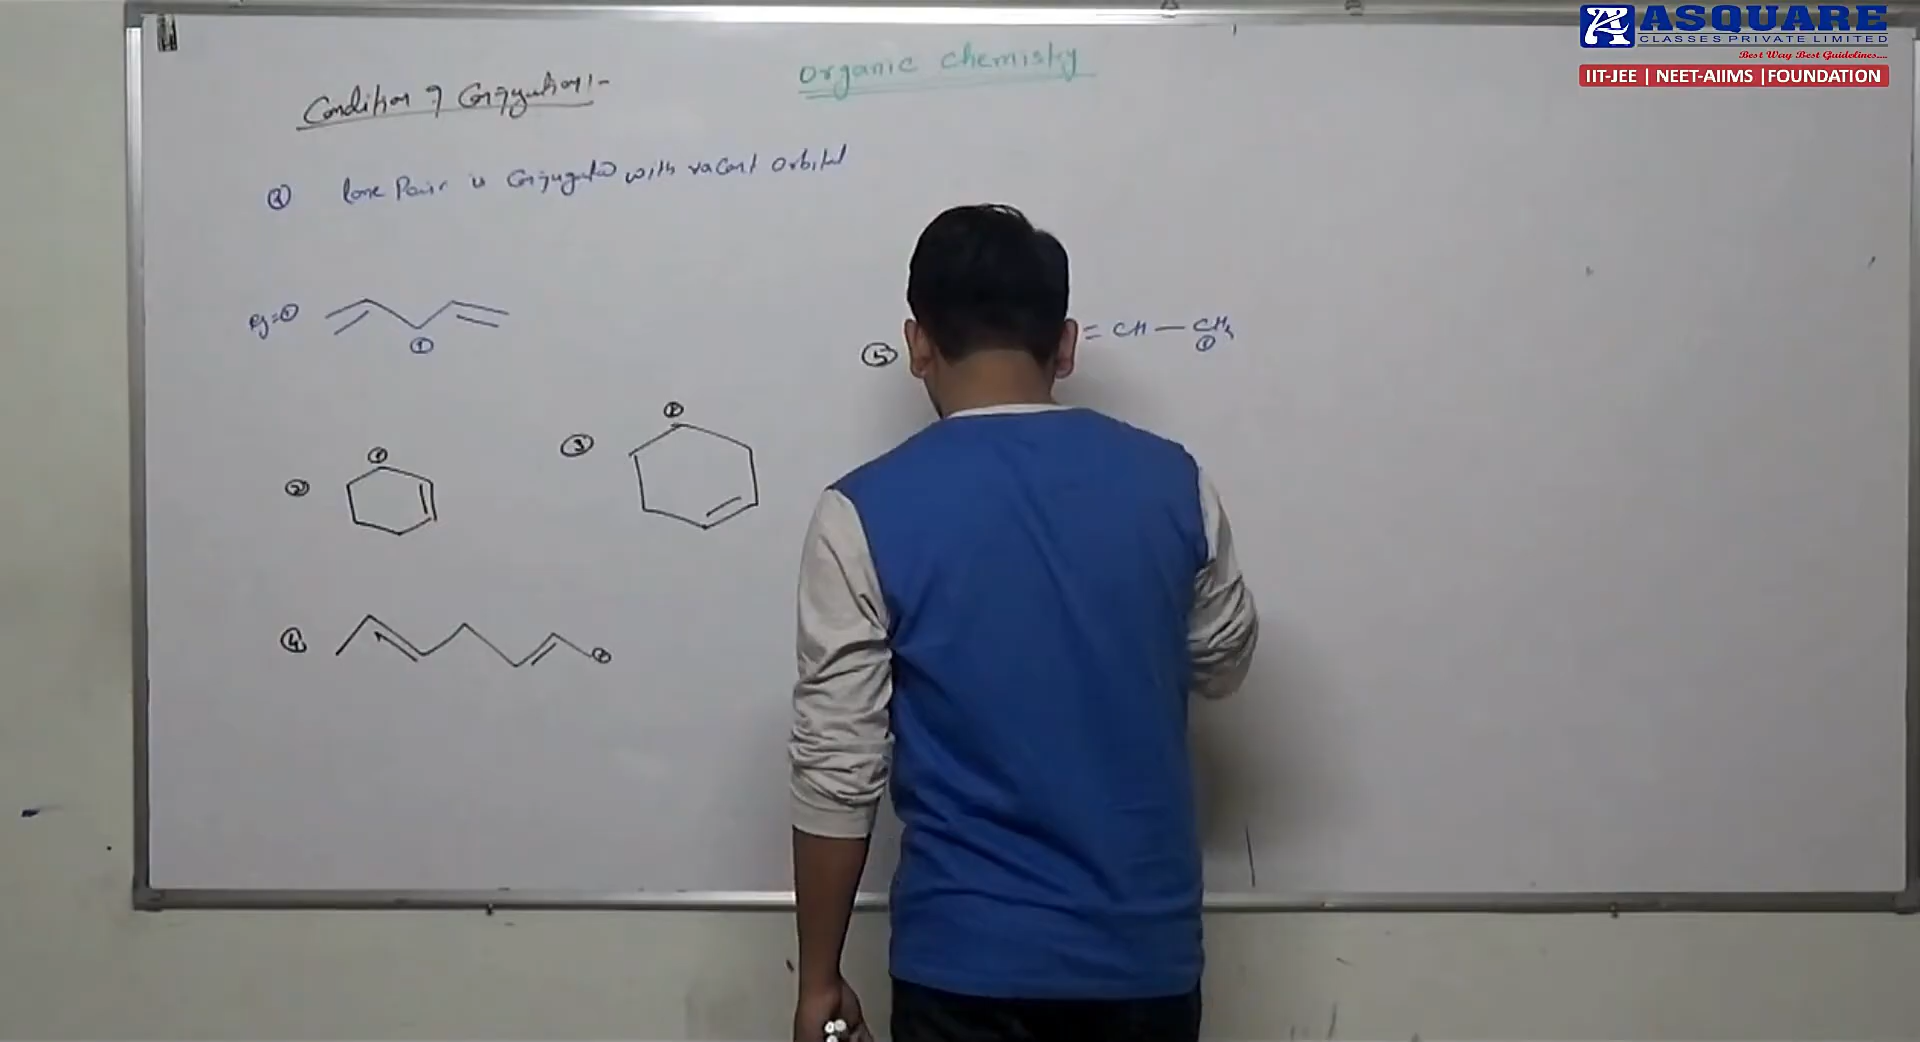 Organic Chemistry
Condition of Conjugation :-
lone Pair is Conjugated with vacant orbital
eg:- ①
⑤
= CH — CH₂
②
③
④
ASQUARE
CLASSES PRIVATE LIMITED
Best Way Best Guidelines....
IIT-JEE | NEET-AIIMS |FOUNDATION